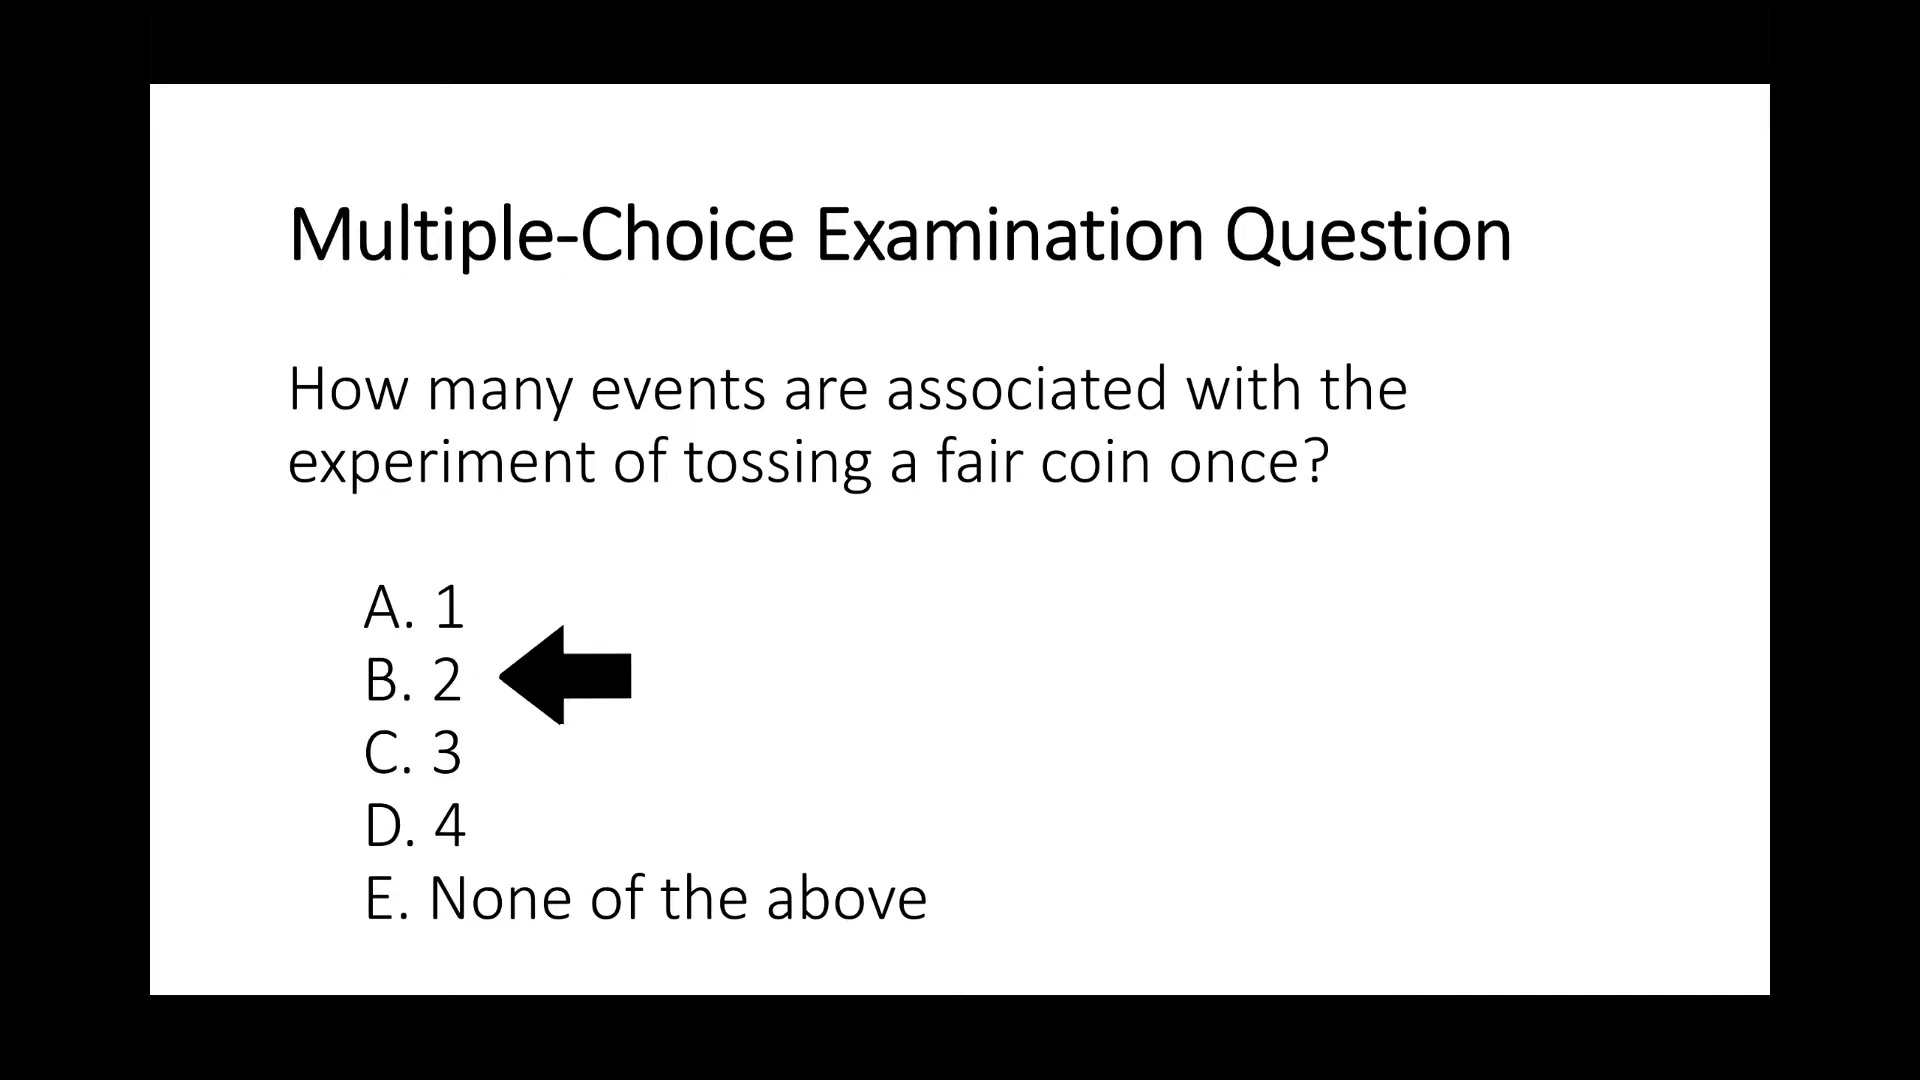 Multiple-Choice Examination Question
How many events are associated with the
experiment of tossing a fair coin once?
A. 1
B. 2
C. 3
D. 4
E. None of the above